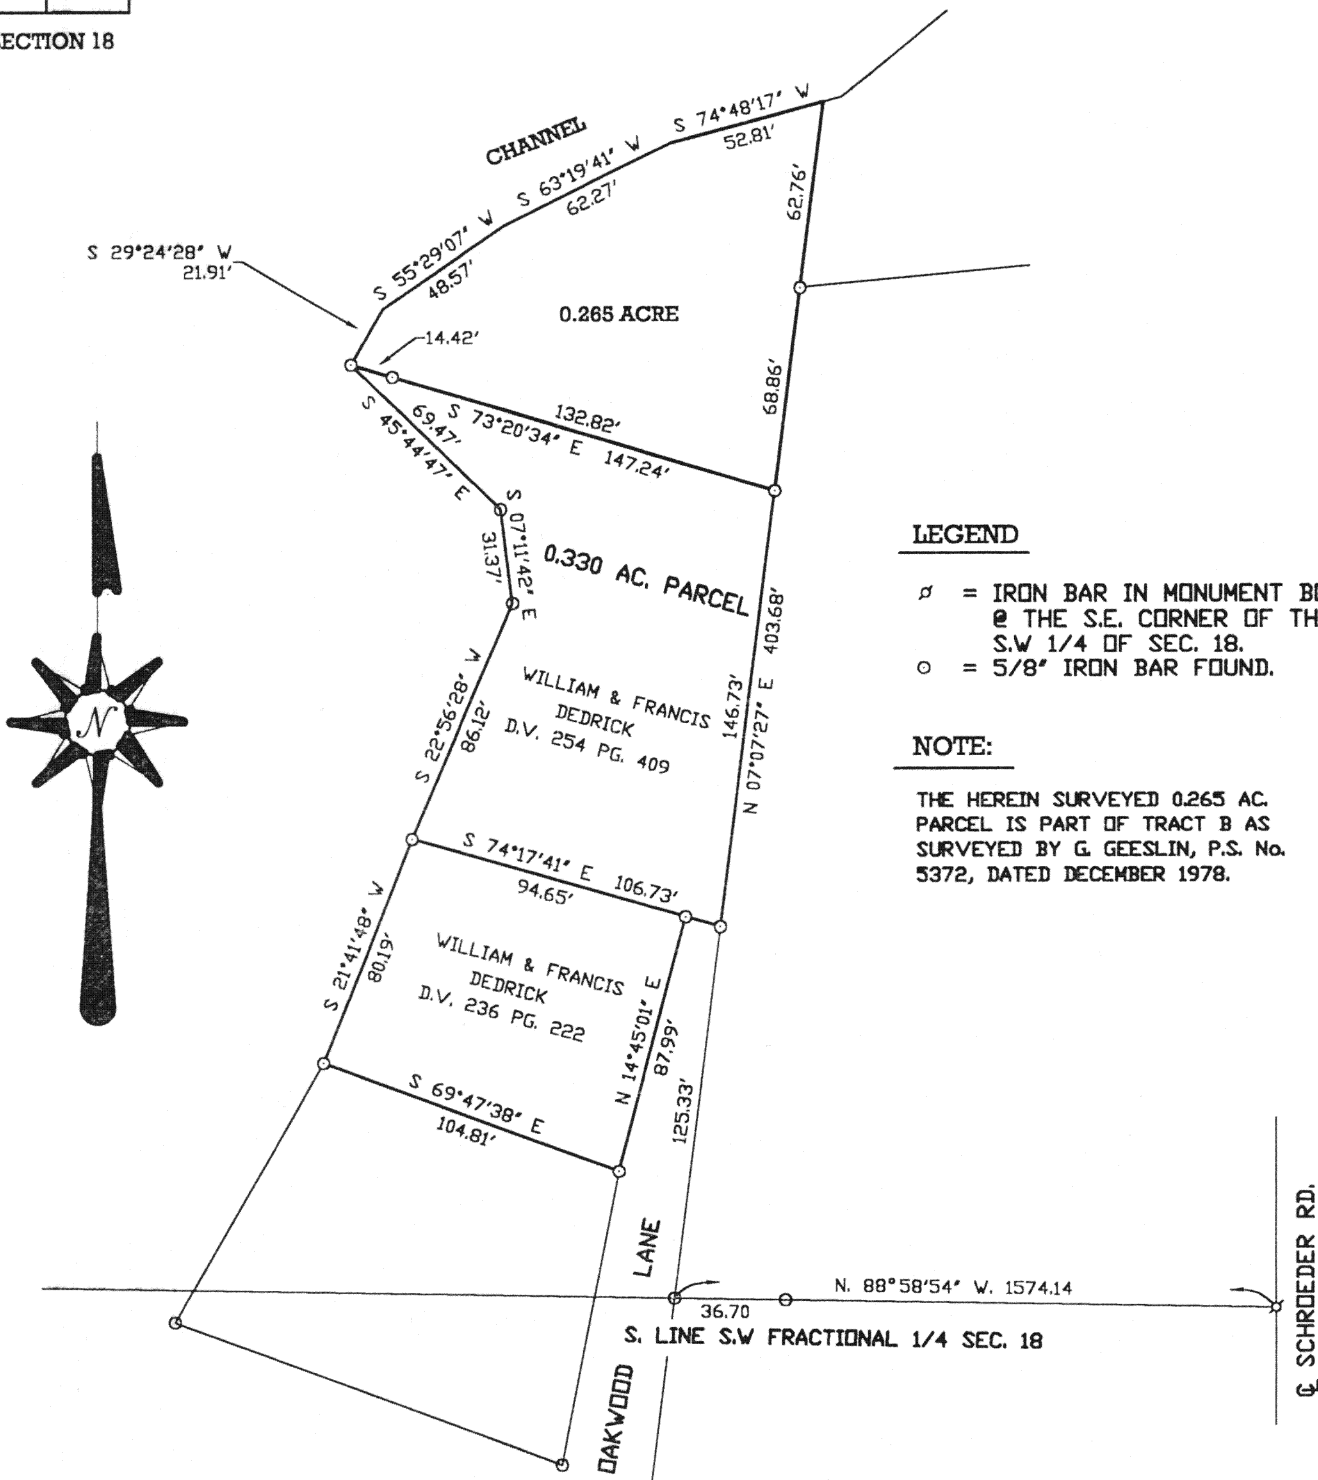 SECTION 18
CHANNEL
S 74°48'17" W
52.81'
S 63°19'41" W
62.27'
S 55°29'07" W
48.57'
S 29°24'28" W
21.91'
62.76'
0.265 ACRE
14.42'
68.86'
132.82'
S 73°20'34" E 147.24'
69.47'
S 45°44'47" E
S 07°11'42" E
31.37'
0.330 AC. PARCEL
N 07°07'27" E 403.68'
146.73'
WILLIAM & FRANCIS
DEDRICK
D.V. 254 PG. 409
S 22°56'28" W
86.12'
LEGEND
= IRON BAR IN MONUMENT
@ THE S.E. CORNER OF
S.W 1/4 OF SEC. 18.
= 5/8" IRON BAR FOUND.
NOTE:
THE HEREIN SURVEYED 0.265 AC.
PARCEL IS PART OF TRACT B AS
SURVEYED BY G. GEESLIN, P.S. No.
5372, DATED DECEMBER 1978.
N
S 74°17'41" E 106.73'
94.65'
S 21°41'48" W
80.19'
WILLIAM & FRANCIS
DEDRICK
D.V. 236 PG. 222
N 14°45'01" E
87.99'
125.33'
S 69°47'38" E
104.81'
OAKWOOD LANE
N. 88°58'54" W. 1574.14
36.70
S. LINE S.W FRACTIONAL 1/4 SEC. 18
℄ SCHROEDER RD.